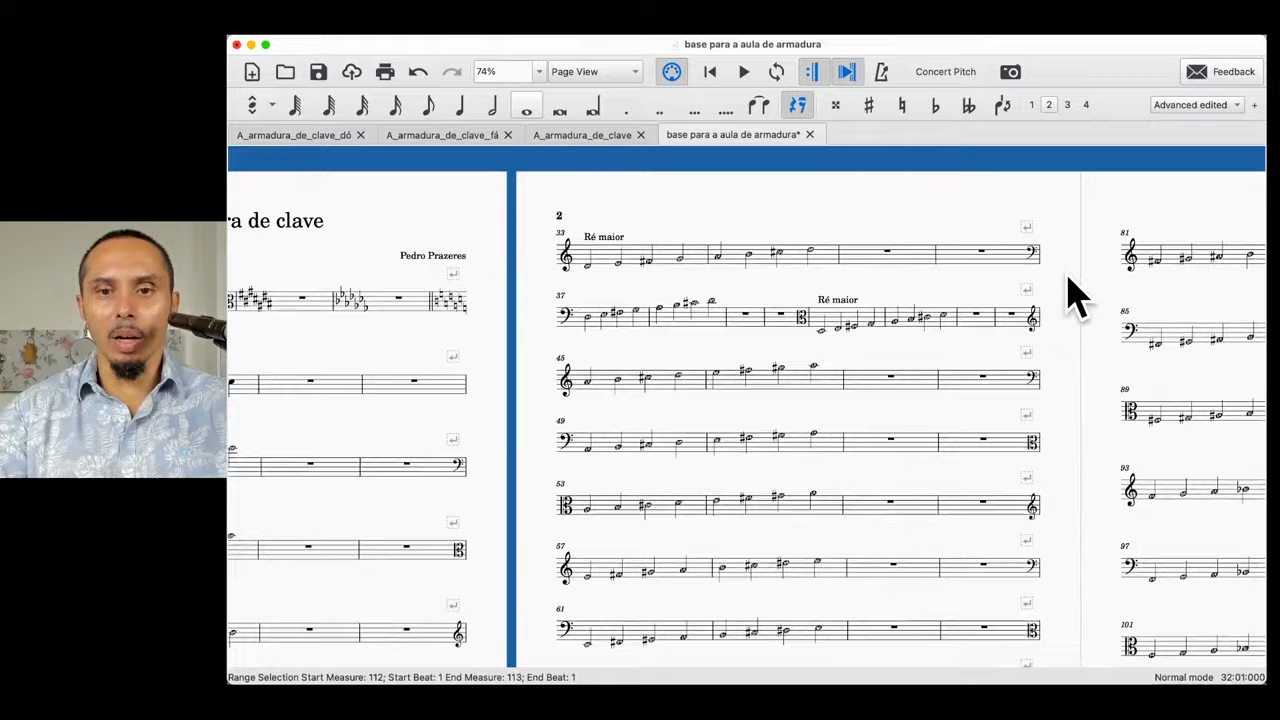 base para a aula de armadura
74%
Page View
Concert Pitch
Feedback
1 2 3 4
Advanced edited
+
A_armadura_de_clave_dó
A_armadura_de_clave_fá
A_armadura_de_clave
base para a aula de armadura*
ra de clave
Pedro Prazeres
2
33
Ré maior
37
Ré maior
45
49
53
57
61
81
85
89
93
97
101
Range Selection Start Measure: 112; Start Beat: 1 End Measure: 113; End Beat: 1
Normal mode
32:01:000